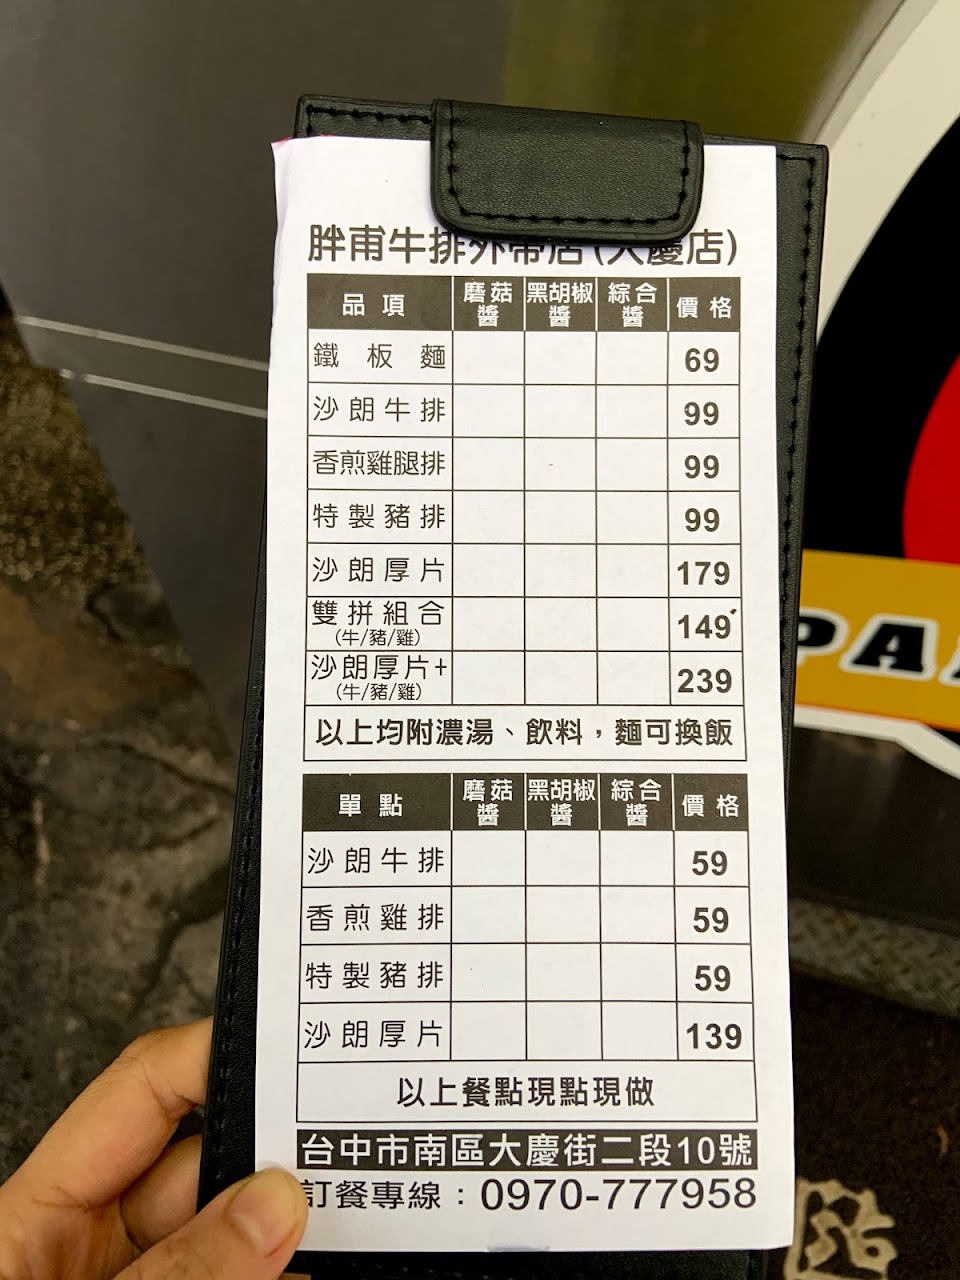 胖甫牛排外帶店(大慶店)
品項 磨菇醬 黑胡椒醬 綜合醬 價格
鐵板麵 69
沙朗牛排 99
香煎雞腿排 99
特製豬排 99
沙朗厚片 179
雙拼組合(牛/豬/雞) 149
沙朗厚片+(牛/豬/雞) 239
以上均附濃湯、飲料，麵可換飯
單點 磨菇醬 黑胡椒醬 綜合醬 價格
沙朗牛排 59
香煎雞排 59
特製豬排 59
沙朗厚片 139
以上餐點現點現做
台中市南區大慶街二段10號
訂餐專線：0970-777958